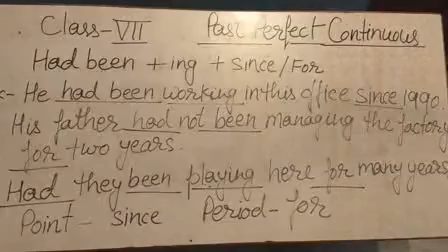 Class-VII Past Perfect Continuous
Had been + ing + since/For
:- He had been working in this office since 1990
His father had not been managing the factory
for two years.
Had they been playing here for many years
Point - since Period - for